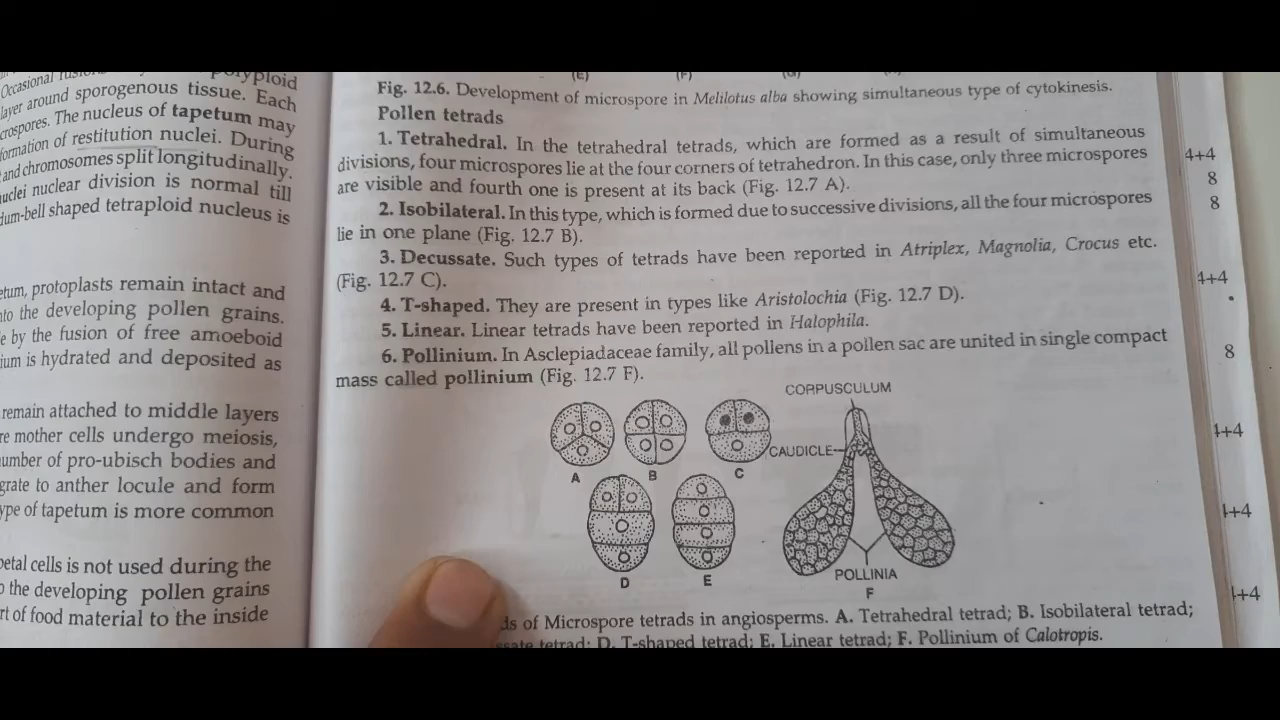 polyploid
Occasional
layer around sporogenous tissue. Each
crospores. The nucleus of tapetum may
formation of restitution nuclei. During
and chromosomes split longitudinally.
nuclei nuclear division is normal till
dum-bell shaped tetraploid nucleus is
etum, protoplasts remain intact and
nto the developing pollen grains.
e by the fusion of free amoeboid
ium is hydrated and deposited as
remain attached to middle layers
re mother cells undergo meiosis,
number of pro-ubisch bodies and
grate to anther locule and form
ype of tapetum is more common
petal cells is not used during the
o the developing pollen grains
rt of food material to the inside
(E) (F) (G)
Fig. 12.6. Development of microspore in Melilotus alba showing simultaneous type of cytokinesis.
Pollen tetrads
1. Tetrahedral. In the tetrahedral tetrads, which are formed as a result of simultaneous
divisions, four microspores lie at the four corners of tetrahedron. In this case, only three microspores
are visible and fourth one is present at its back (Fig. 12.7 A).
2. Isobilateral. In this type, which is formed due to successive divisions, all the four microspores
lie in one plane (Fig. 12.7 B).
3. Decussate. Such types of tetrads have been reported in Atriplex, Magnolia, Crocus etc.
(Fig. 12.7 C).
4. T-shaped. They are present in types like Aristolochia (Fig. 12.7 D).
5. Linear. Linear tetrads have been reported in Halophila.
6. Pollinium. In Asclepiadaceae family, all pollens in a pollen sac are united in single compact
mass called pollinium (Fig. 12.7 F).
CORPUSCULUM
CAUDICLE
A B C
D E
POLLINIA
F
ds of Microspore tetrads in angiosperms. A. Tetrahedral tetrad; B. Isobilateral tetrad;
ssate tetrad; D. T-shaped tetrad; E. Linear tetrad; F. Pollinium of Calotropis.
4+4
8
8
4+4
8
4+4
4+4
4+4